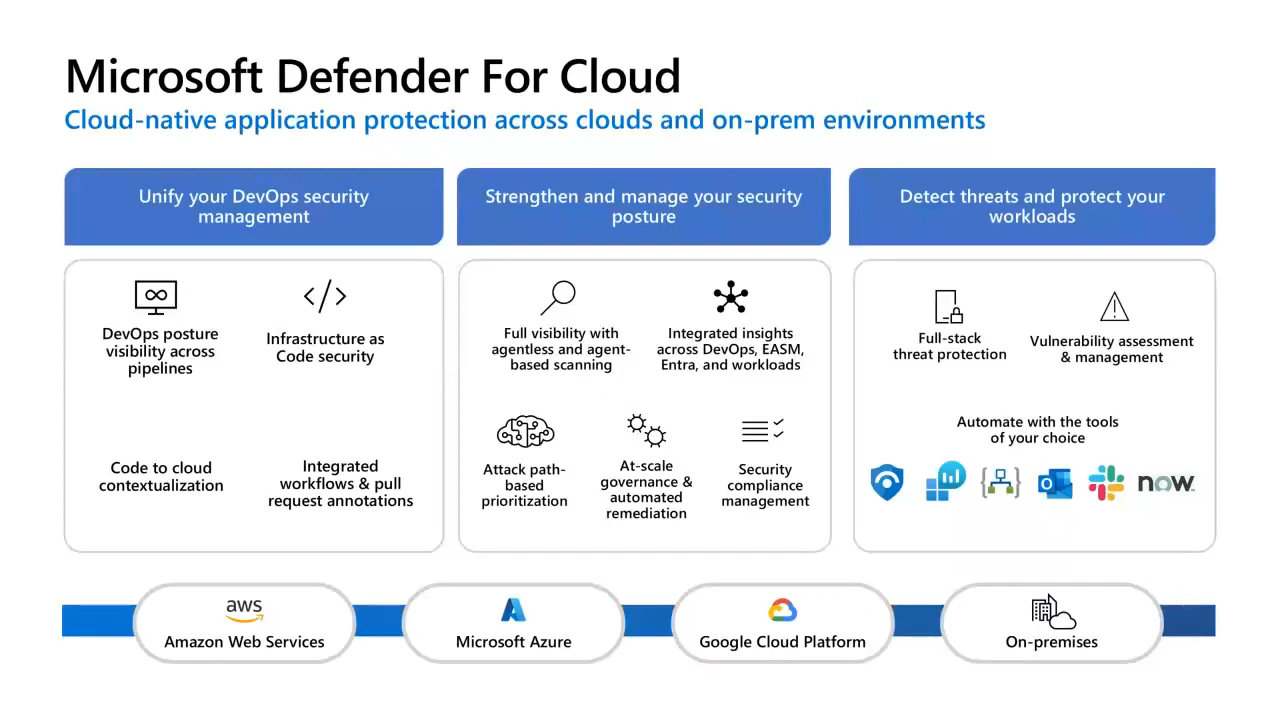 Microsoft Defender For Cloud
Cloud-native application protection across clouds and on-prem environments
Unify your DevOps security
management
DevOps posture
visibility across
pipelines
Infrastructure as
Code security
Code to cloud
contextualization
Integrated
workflows & pull
request annotations
Strengthen and manage your security
posture
Full visibility with
agentless and agent-
based scanning
Integrated insights
across DevOps, EASM,
Entra, and workloads
Attack path-
based
prioritization
At-scale
governance &
automated
remediation
Security
compliance
management
Detect threats and protect your
workloads
Full-stack
threat protection
Vulnerability assessment
& management
Automate with the tools
of your choice
now
aws
Amazon Web Services
Microsoft Azure
Google Cloud Platform
On-premises